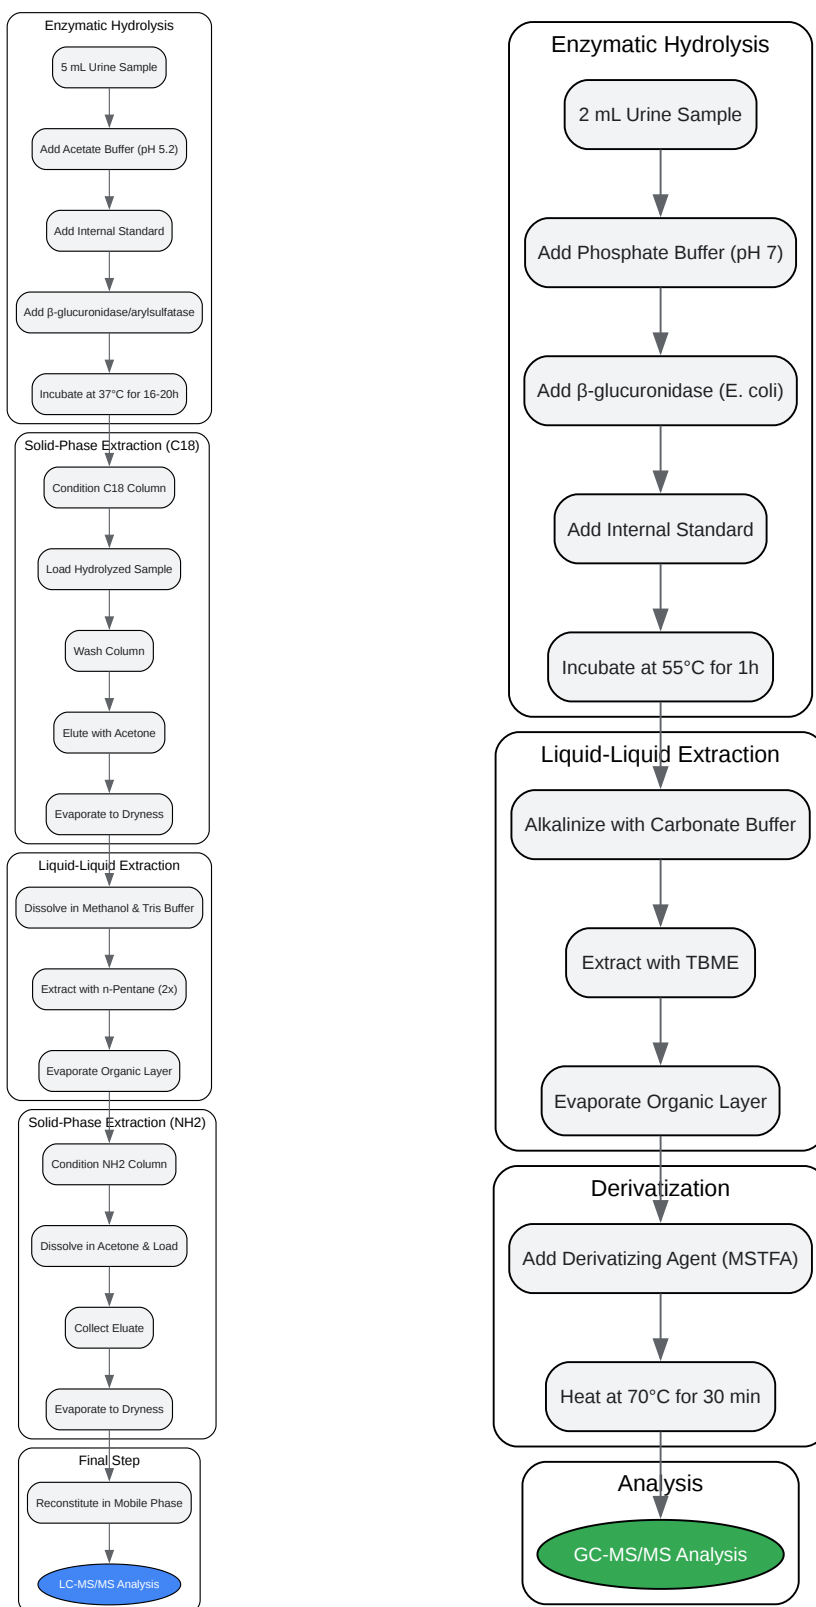 Enzymatic Hydrolysis
5 mL Urine Sample
Add Acetate Buffer (pH 5.2)
Add Internal Standard
Add β-glucuronidase/arylsulfatase
Incubate at 37°C for 16-20h
Solid-Phase Extraction (C18)
Condition C18 Column
Load Hydrolyzed Sample
Wash Column
Elute with Acetone
Evaporate to Dryness
Liquid-Liquid Extraction
Dissolve in Methanol & Tris Buffer
Extract with n-Pentane (2x)
Evaporate Organic Layer
Solid-Phase Extraction (NH2)
Condition NH2 Column
Dissolve in Acetone & Load
Collect Eluate
Evaporate to Dryness
Final Step
Reconstitute in Mobile Phase
LC-MS/MS Analysis
Enzymatic Hydrolysis
2 mL Urine Sample
Add Phosphate Buffer (pH 7)
Add β-glucuronidase (E. coli)
Add Internal Standard
Incubate at 55°C for 1h
Liquid-Liquid Extraction
Alkalinize with Carbonate Buffer
Extract with TBME
Evaporate Organic Layer
Derivatization
Add Derivatizing Agent (MSTFA)
Heat at 70°C for 30 min
Analysis
GC-MS/MS Analysis